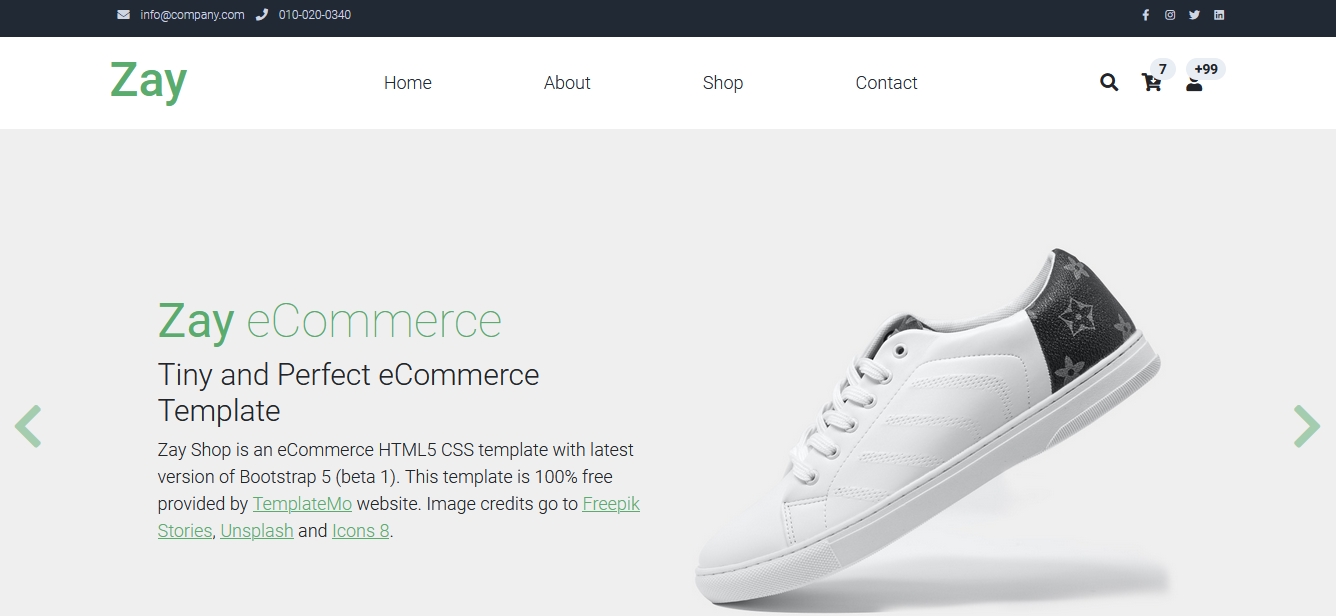 info@company.com 010-020-0340
Zay Home About Shop Contact 7 +99
Zay eCommerce
Tiny and Perfect eCommerce
Template
Zay Shop is an eCommerce HTML5 CSS template with latest
version of Bootstrap 5 (beta 1). This template is 100% free
provided by TemplateMo website. Image credits go to Freepik
Stories, Unsplash and Icons 8.